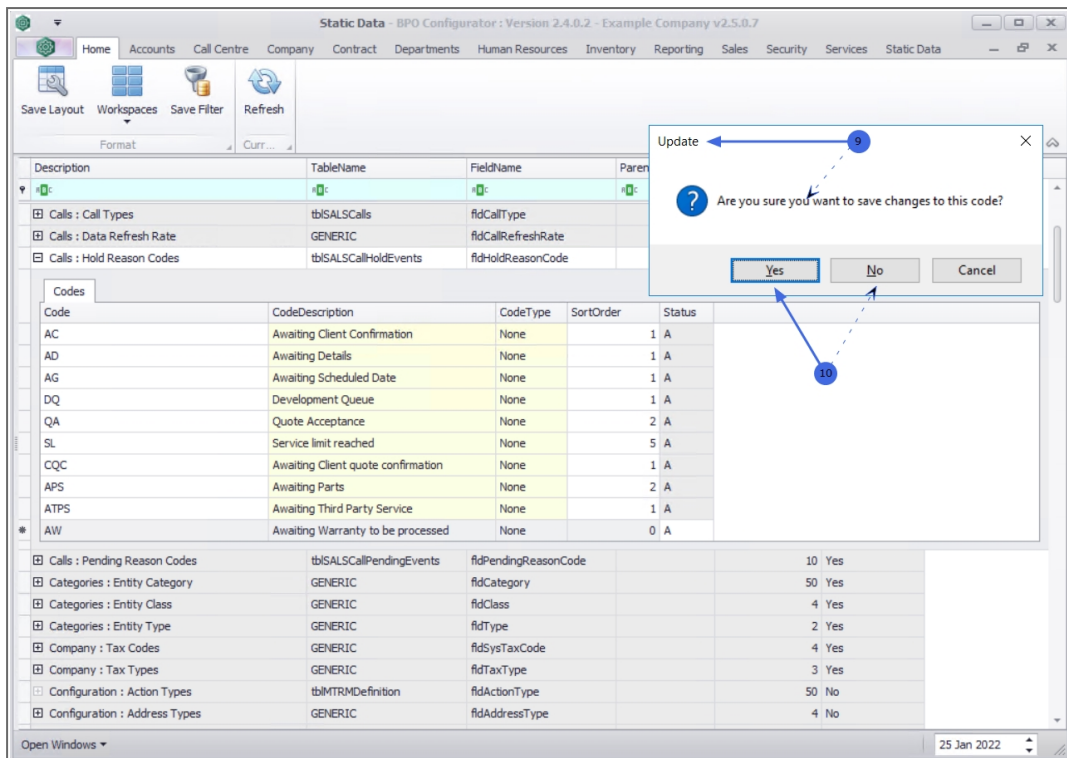 Static Data - BPO Configurator : Version 2.4.0.2 - Example Company v2.5.0.7
Home Accounts Call Centre Company Contract Departments Human Resources Inventory Reporting Sales Security Services Static Data
Save Layout Workspaces Save Filter Refresh
Format Curr...
Update 9
Are you sure you want to save changes to this code?
Yes No Cancel
10
Description TableName FieldName Paren
Calls : Call Types tblSALSCalls fldCallType
Calls : Data Refresh Rate GENERIC fldCallRefreshRate
Calls : Hold Reason Codes tblSALSCallHoldEvents fldHoldReasonCode
Codes
Code CodeDescription CodeType SortOrder Status
AC Awaiting Client Confirmation None 1 A
AD Awaiting Details None 1 A
AG Awaiting Scheduled Date None 1 A
DQ Development Queue None 1 A
QA Quote Acceptance None 2 A
SL Service limit reached None 5 A
CQC Awaiting Client quote confirmation None 1 A
APS Awaiting Parts None 2 A
ATPS Awaiting Third Party Service None 1 A
AW Awaiting Warranty to be processed None 0 A
Calls : Pending Reason Codes tblSALSCallPendingEvents fldPendingReasonCode 10 Yes
Categories : Entity Category GENERIC fldCategory 50 Yes
Categories : Entity Class GENERIC fldClass 4 Yes
Categories : Entity Type GENERIC fldType 2 Yes
Company : Tax Codes GENERIC fldSysTaxCode 4 Yes
Company : Tax Types GENERIC fldTaxType 3 Yes
Configuration : Action Types tblMTRMDefinition fldActionType 50 No
Configuration : Address Types GENERIC fldAddressType 4 No
Open Windows 25 Jan 2022